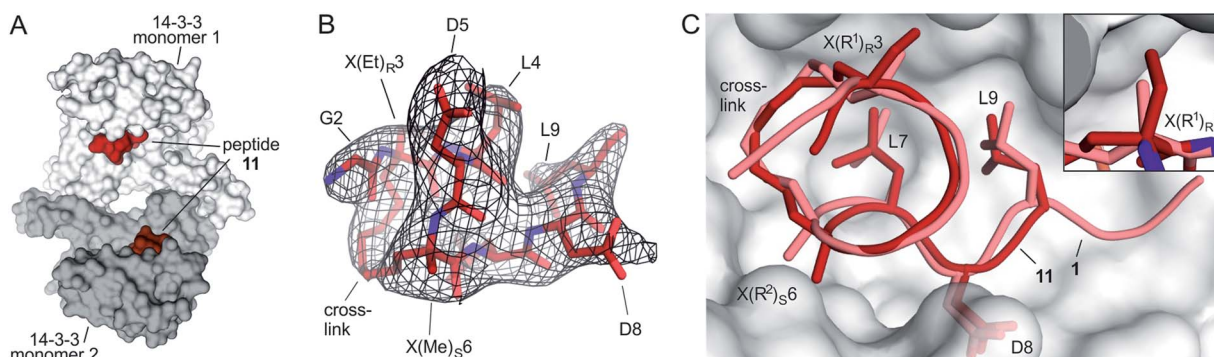 A
14-3-3
monomer 1
peptide
11
14-3-3
monomer 2
B
D5
X(Et)R3
L4
G2
L9
cross-
link
X(Me)S6
D8
C
X(R¹)R3
cross-
link
L7
L9
X(R¹)R
11
1
X(R²)S6
D8